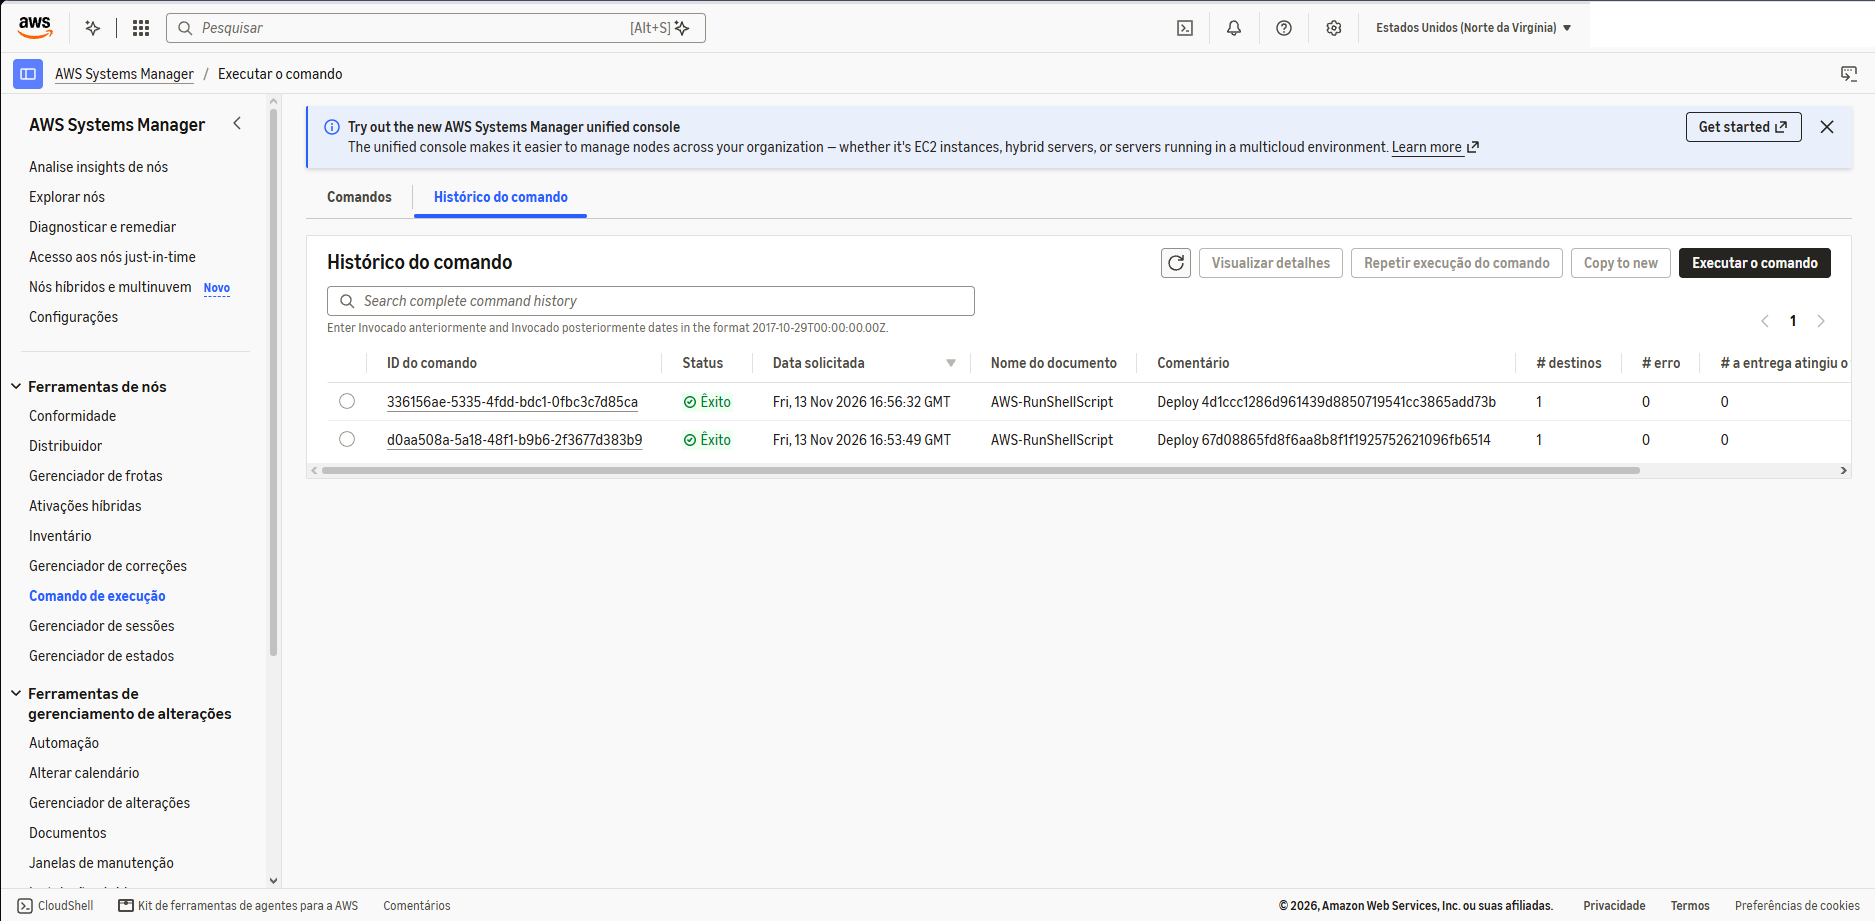 aws
Pesquisar [Alt+S]
Estados Unidos (Norte da Virgínia)
AWS Systems Manager / Executar o comando
AWS Systems Manager
Analise insights de nós
Explorar nós
Diagnosticar e remediar
Acesso aos nós just-in-time
Nós híbridos e multinuvem Novo
Configurações
Ferramentas de nós
Conformidade
Distribuidor
Gerenciador de frotas
Ativações híbridas
Inventário
Gerenciador de correções
Comando de execução
Gerenciador de sessões
Gerenciador de estados
Ferramentas de
gerenciamento de alterações
Automação
Alterar calendário
Gerenciador de alterações
Documentos
Janelas de manutenção
Try out the new AWS Systems Manager unified console
The unified console makes it easier to manage nodes across your organization — whether it's EC2 instances, hybrid servers, or servers running in a multicloud environment. Learn more
Get started
Comandos
Histórico do comando
Histórico do comando
Visualizar detalhes
Repetir execução do comando
Copy to new
Executar o comando
Search complete command history
Enter Invocado anteriormente and Invocado posteriormente dates in the format 2017-10-29T00:00:00.00Z.
1
ID do comando Status Data solicitada Nome do documento Comentário # destinos # erro # a entrega atingiu o
336156ae-5335-4fdd-bdc1-0fbc3c7d85ca Êxito Fri, 13 Nov 2026 16:56:32 GMT AWS-RunShellScript Deploy 4d1ccc1286d961439d8850719541cc3865add73b 1 0 0
d0aa508a-5a18-48f1-b9b6-2f3677d383b9 Êxito Fri, 13 Nov 2026 16:53:49 GMT AWS-RunShellScript Deploy 67d08865fd8f6aa8b8f1f1925752621096fb6514 1 0 0
CloudShell
Kit de ferramentas de agentes para a AWS
Comentários
© 2026, Amazon Web Services, Inc. ou suas afiliadas.
Privacidade
Termos
Preferências de cookies